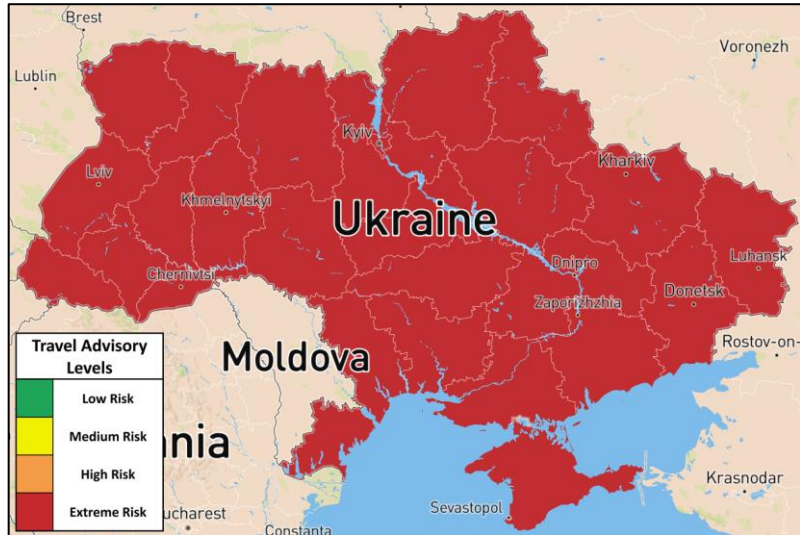 Brest
Voronezh
Lublin
Kyiv
Lviv
Kharkiv
Khmelnytskyi
Ukraine
Luhansk
Chernivtsi
Dnipro
Donetsk
Zaporizhzhia
Rostov-on-
Moldova
Travel Advisory
Levels
Low Risk
Medium Risk
High Risk
Extreme Risk
nia
Krasnodar
Sevastopol
ucharest
Constanta